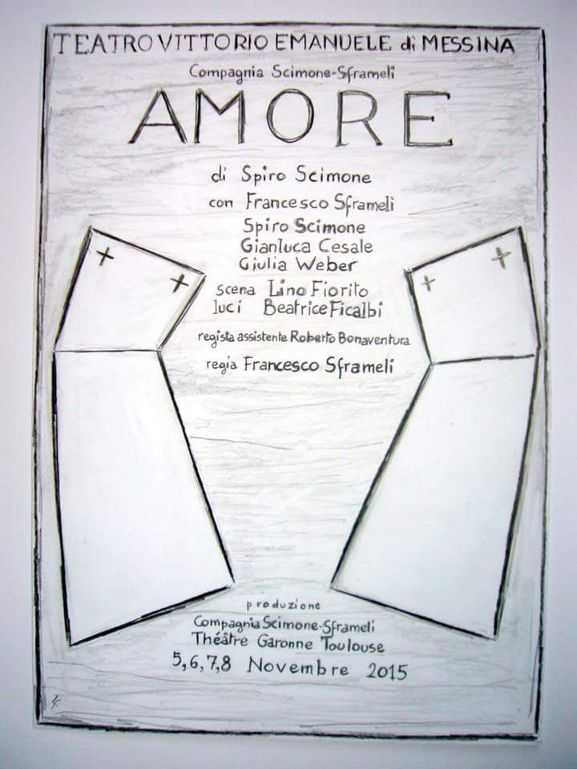 TEATRO VITTORIO EMANUELE di MESSINA
Compagnia Scimone-Sframeli
AMORE
di Spiro Scimone
con Francesco Sframeli
Spiro Scimone
Gianluca Cesale
Giulia Weber
scena Lino Fiorito
luci Beatrice Ficalbi
regista assistente Roberto Bonaventura
regia Francesco Sframeli
produzione
Compagnia Scimone-Sframeli
Théâtre Garonne Toulouse
5, 6, 7, 8 Novembre 2015